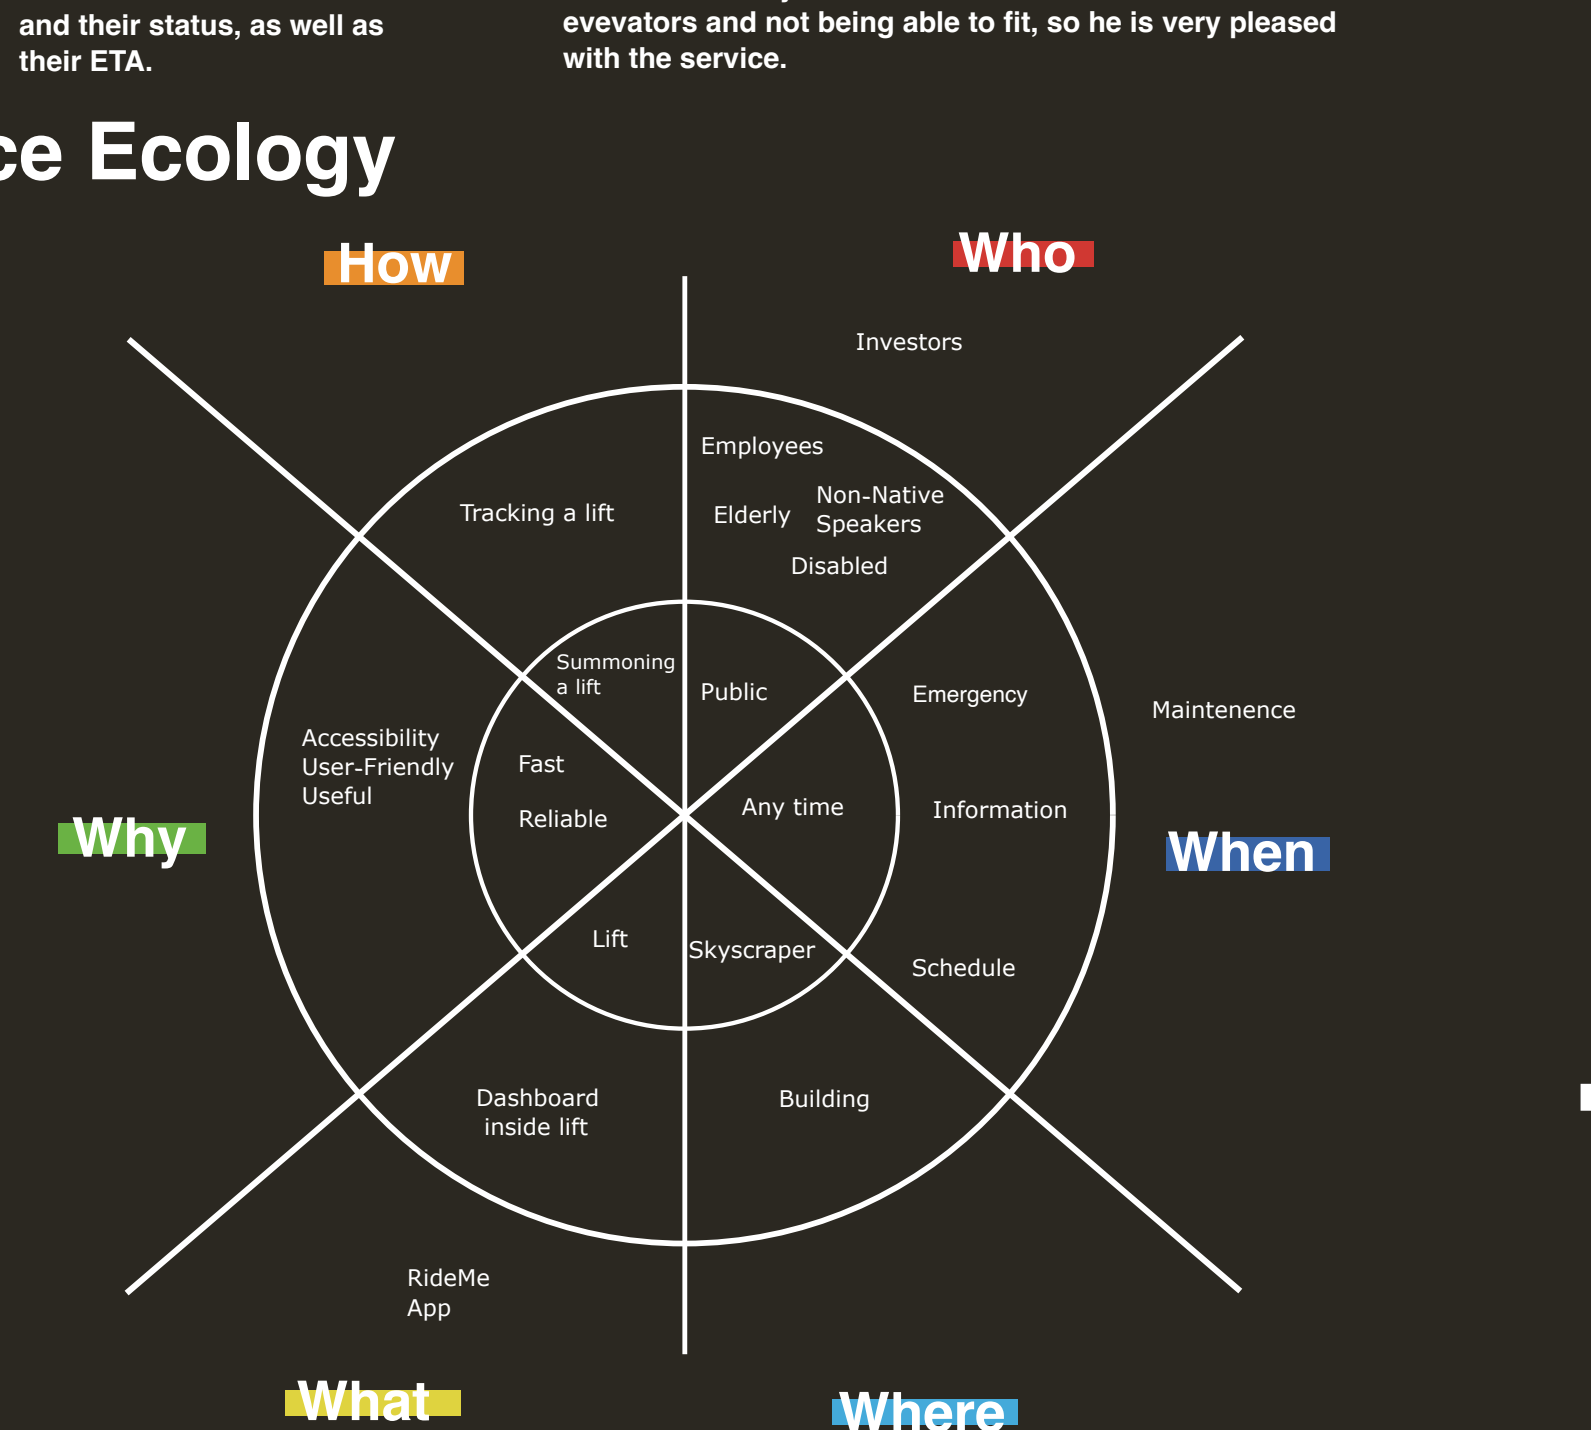 and their status, as well as
their ETA.
evevators and not being able to fit, so he is very pleased
with the service.
ce Ecology
How
Who
Investors
Employees
Tracking a lift
Non-Native
Speakers
Elderly
Disabled
Summoning
a lift
Public
Emergency
Maintenence
Accessibility
User-Friendly
Useful
Fast
Reliable
Any time
Information
Why
When
Lift
Skyscraper
Schedule
Dashboard
inside lift
Building
RideMe
App
What
Where